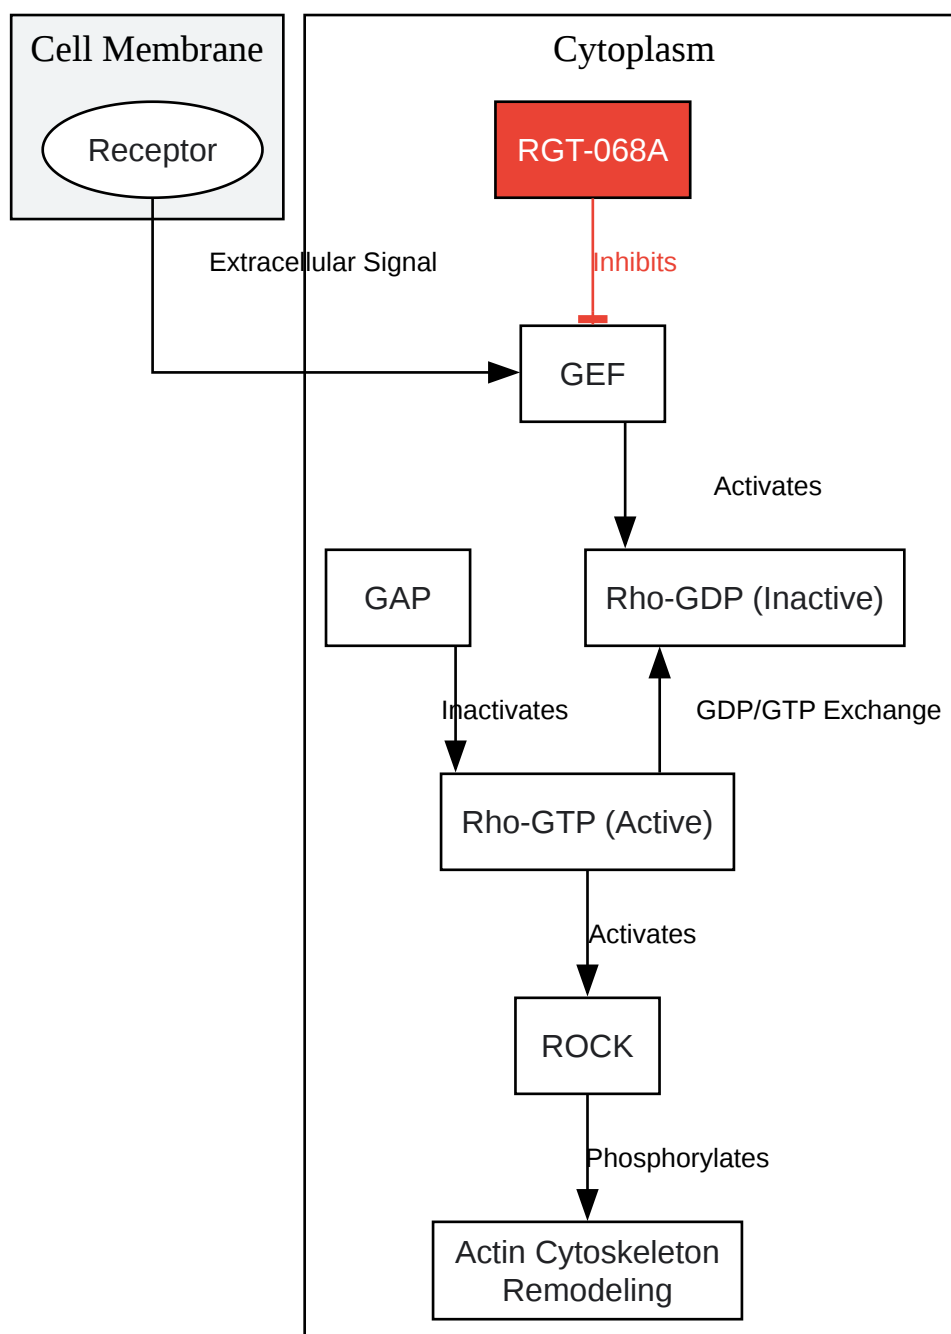 Cell Membrane
Cytoplasm
Receptor
RGT-068A
Extracellular Signal
Inhibits
GEF
Activates
GAP
Rho-GDP (Inactive)
Inactivates
GDP/GTP Exchange
Rho-GTP (Active)
Activates
ROCK
Phosphorylates
Actin Cytoskeleton
Remodeling